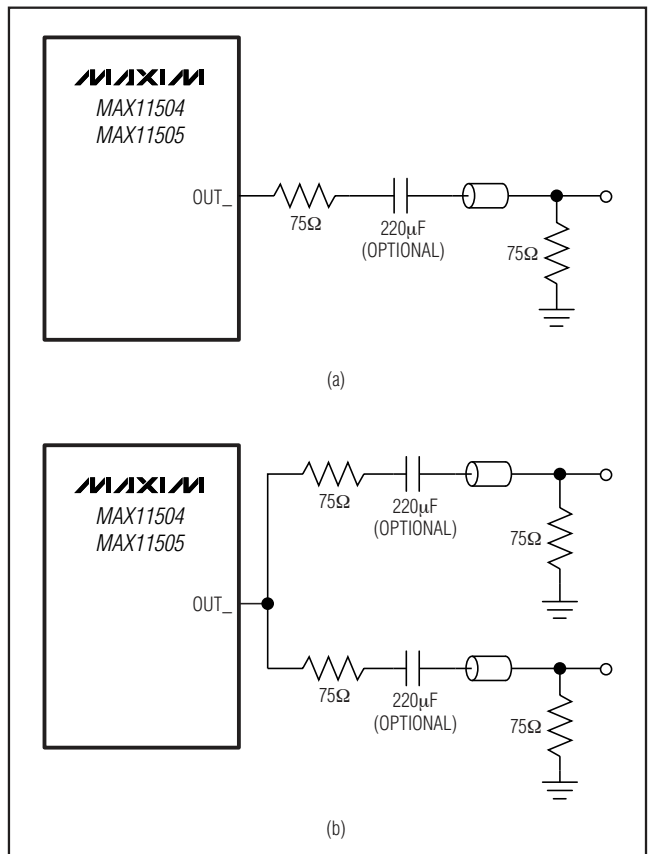 MAXIM
MAX11504
MAX11505
OUT_
75Ω
220µF
(OPTIONAL)
75Ω
(a)
MAXIM
MAX11504
MAX11505
OUT_
75Ω
220µF
(OPTIONAL)
75Ω
75Ω
220µF
(OPTIONAL)
75Ω
(b)